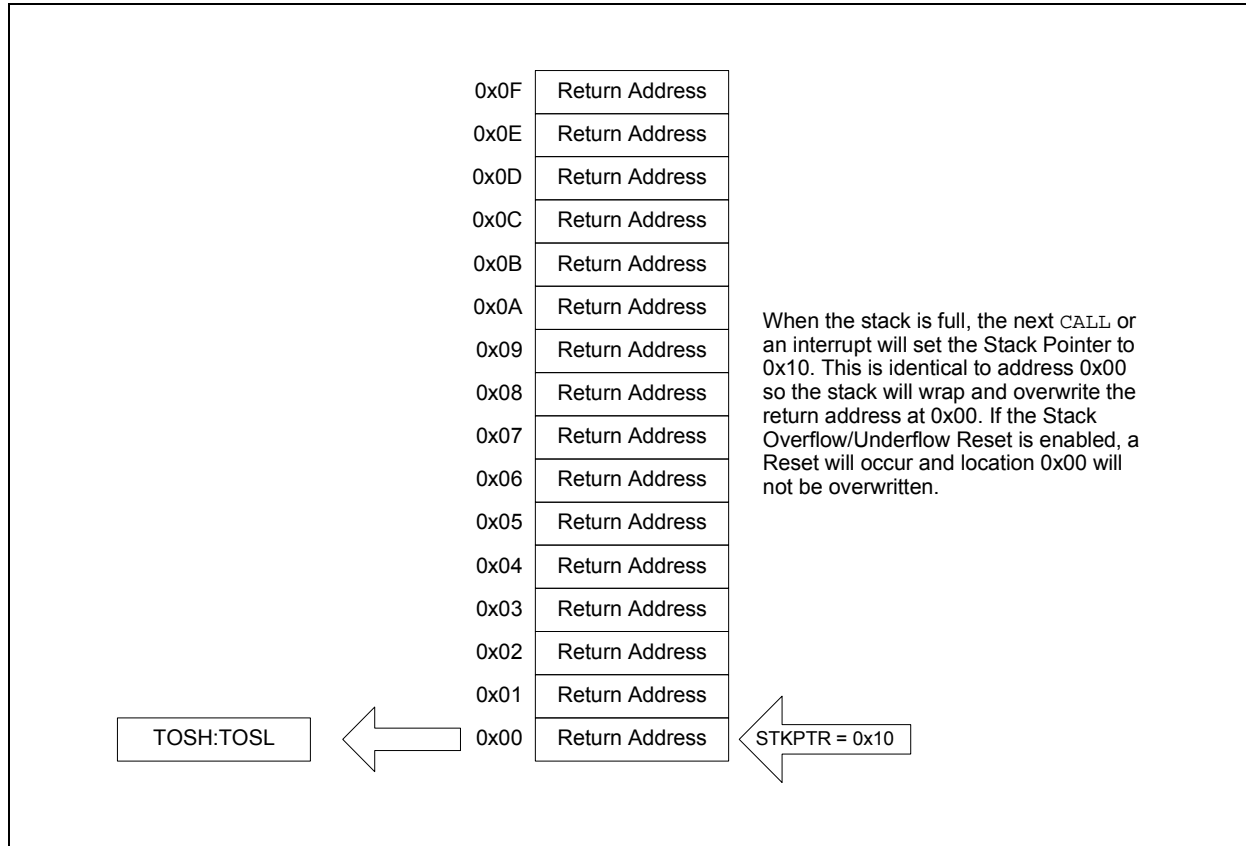 0x0F Return Address
0x0E Return Address
0x0D Return Address
0x0C Return Address
0x0B Return Address
0x0A Return Address
0x09 Return Address
0x08 Return Address
0x07 Return Address
0x06 Return Address
0x05 Return Address
0x04 Return Address
0x03 Return Address
0x02 Return Address
0x01 Return Address
TOSH:TOSL 0x00 Return Address STKPTR = 0x10
When the stack is full, the next CALL or
an interrupt will set the Stack Pointer to
0x10. This is identical to address 0x00
so the stack will wrap and overwrite the
return address at 0x00. If the Stack
Overflow/Underflow Reset is enabled, a
Reset will occur and location 0x00 will
not be overwritten.